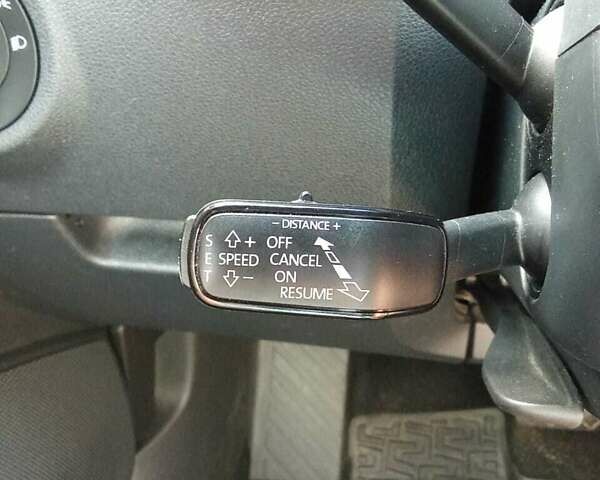 - DISTANCE +
S + OFF
E SPEED CANCEL
T - ON
RESUME